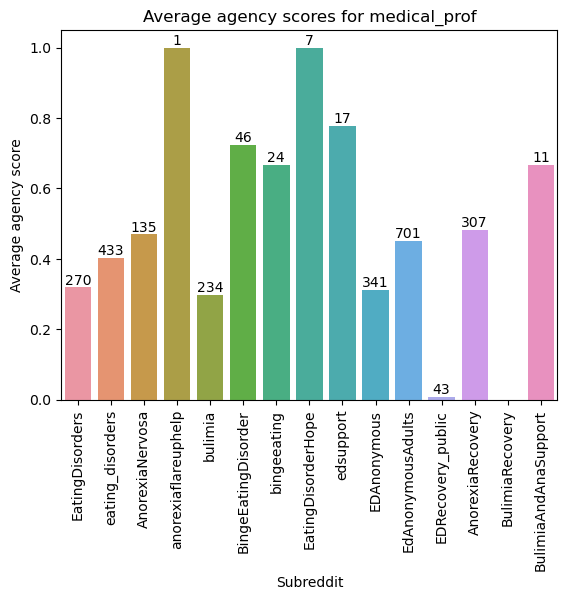 Average agency scores for medical_prof
Average agency score
1.0
0.8
0.6
0.4
0.2
0.0
270
433
135
1
234
46
24
7
17
341
701
43
307
11
EatingDisorders
eating_disorders
AnorexiaNervosa
anorexiaflareuphelp
bulimia
BingeEatingDisorder
bingeeating
EatingDisorderHope
edsupport
EDAnonymous
EdAnonymousAdults
EDRecovery_public
AnorexiaRecovery
BulimiaRecovery
BulimiaAndAnaSupport
Subreddit